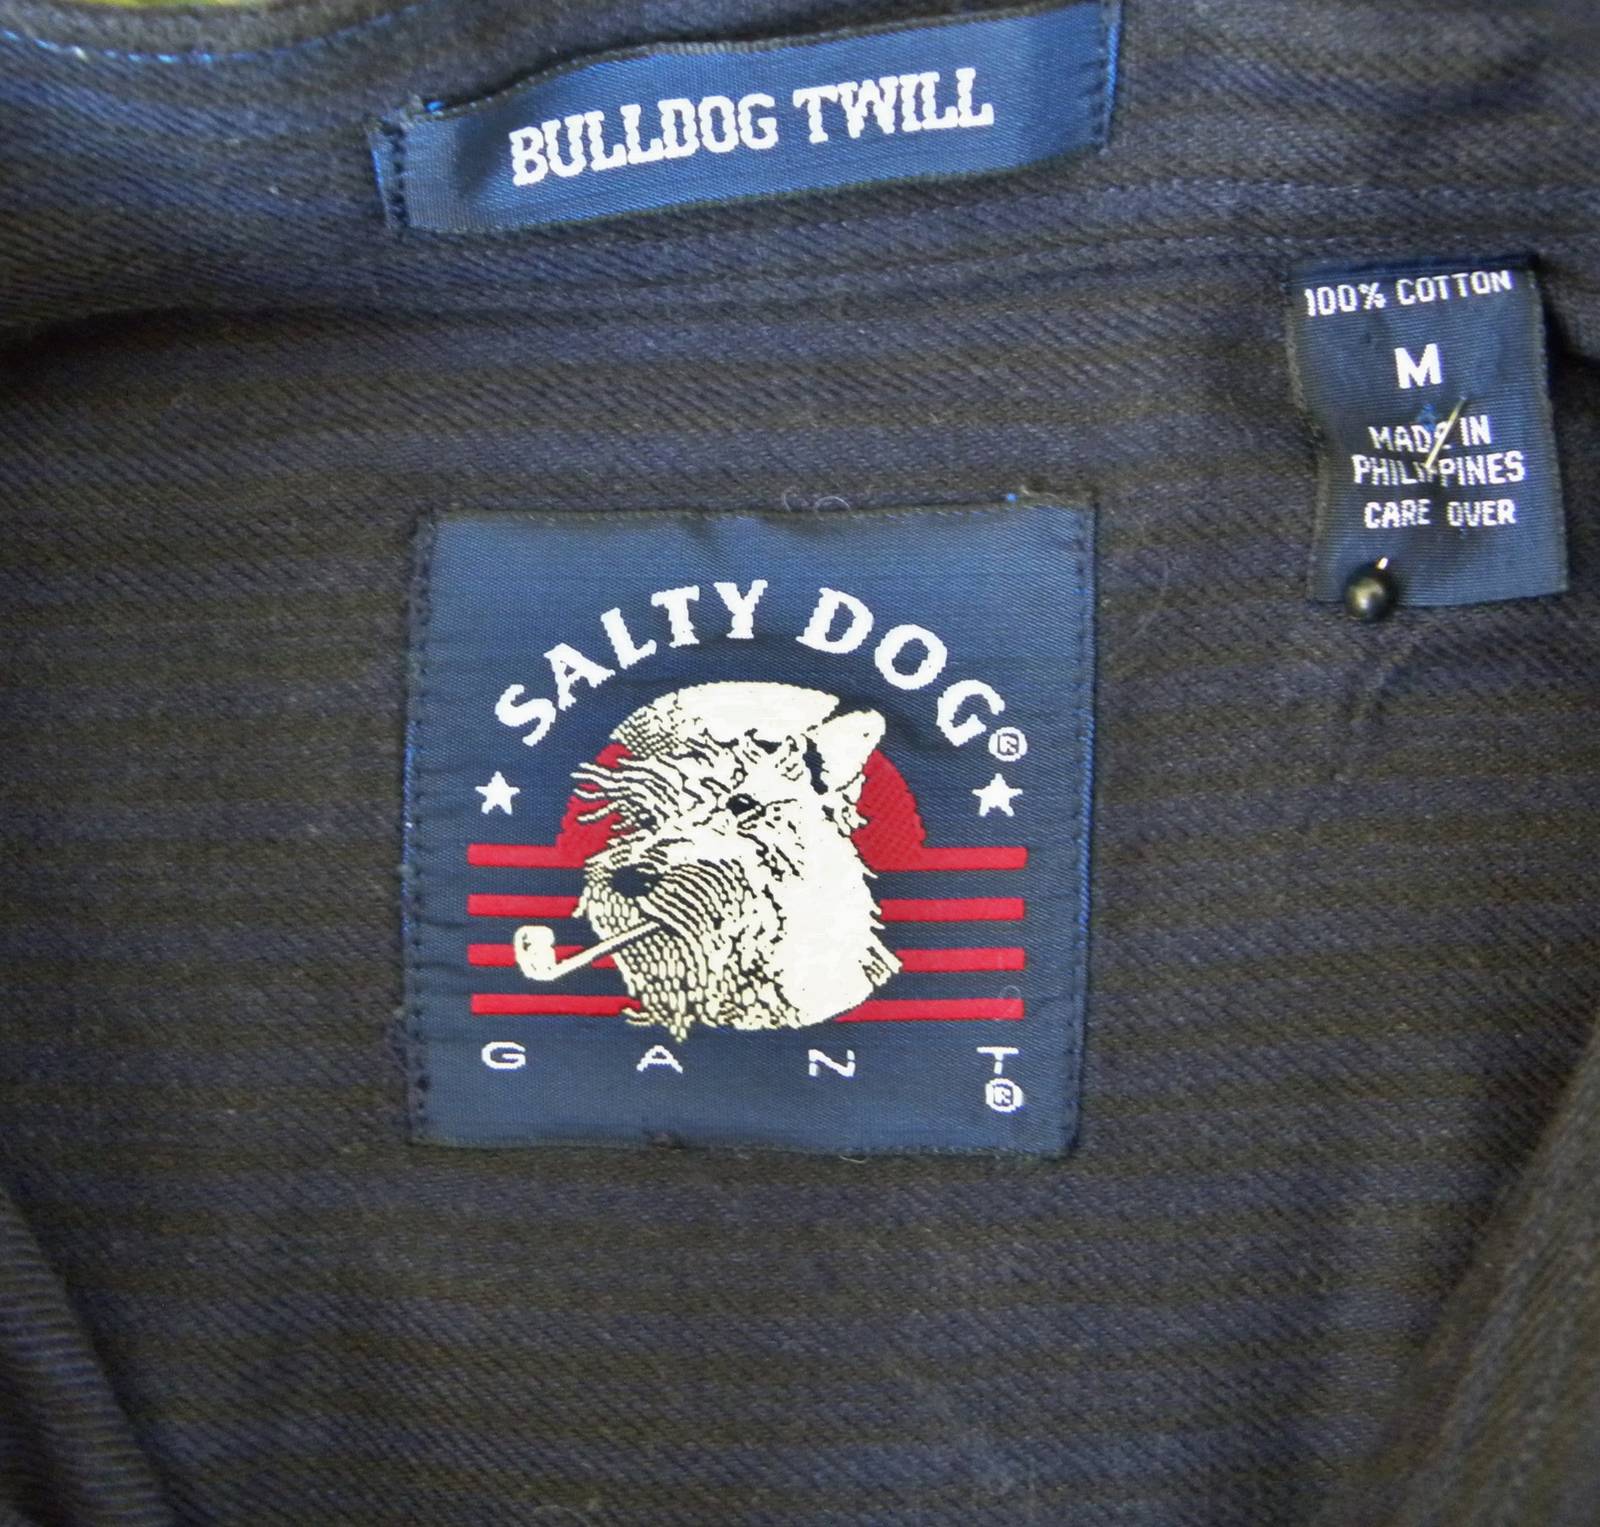 BULLDOG TWILL
100% COTTON
M
MADE IN
PHILIPPINES
CARE OVER
SALTY DOG®
GANT®